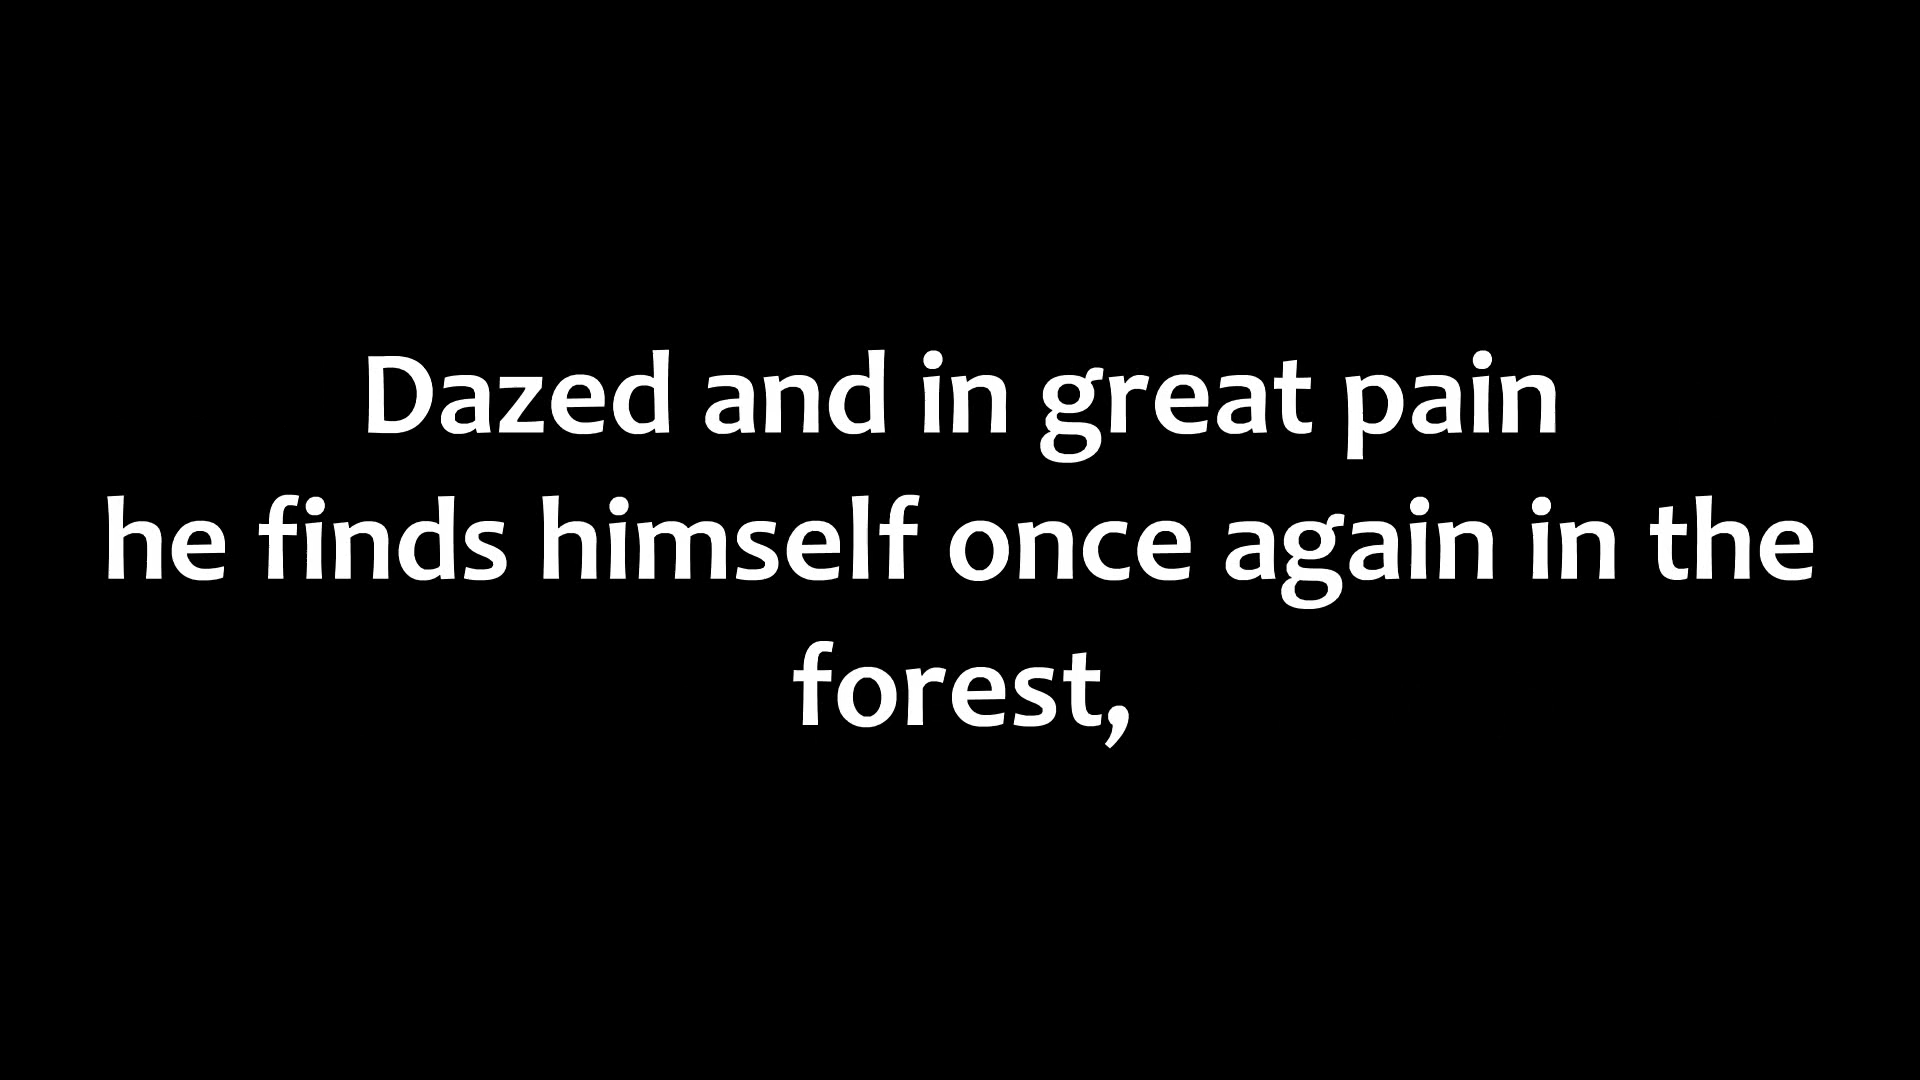 Dazed and in great pain
he finds himself once again in the
forest,